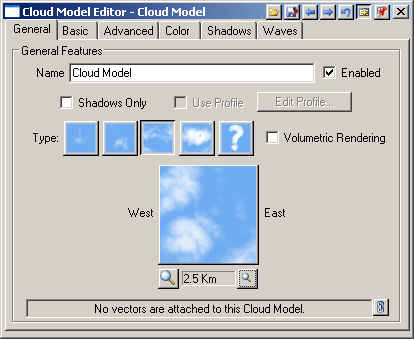 Cloud Model Editor - Cloud Model
General Basic Advanced Color Shadows Waves
General Features
Name Cloud Model Enabled
Shadows Only Use Profile Edit Profile...
Type: ? Volumetric Rendering
West East
2.5 Km
No vectors are attached to this Cloud Model.